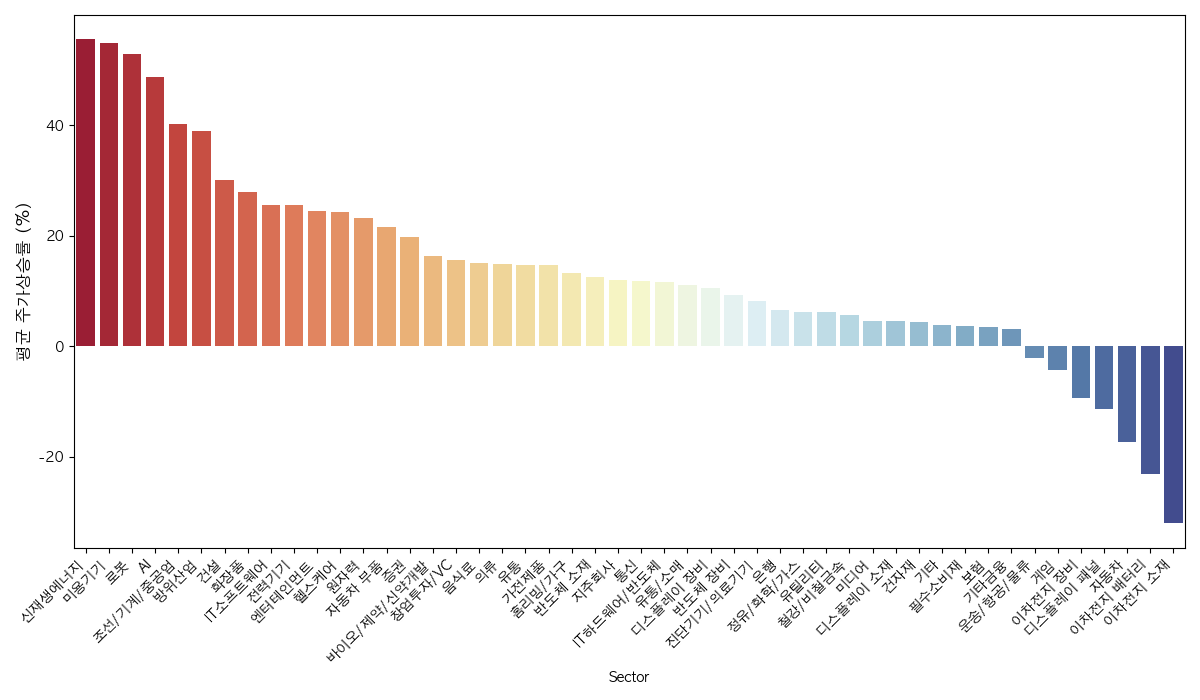 평균 주가상승률 (%)
40
20
0
-20
신재생에너지
미용기기
로봇
AI
조선/기계/중공업
방위산업
건설
화장품
IT소프트웨어
전력기기
엔터테인먼트
헬스케어
원자력
자동차 부품
증권
바이오/제약/신약개발
창업투자/VC
음식료
의류
유통
가전제품
홈리빙/가구
반도체 소재
지주회사
통신
IT하드웨어/반도체
유통/소매
디스플레이 장비
반도체 장비
진단기기/의료기기
은행
정유/화학/가스
유틸리티
철강/비철금속
미디어
디스플레이 소재
건자재
기타
필수소비재
보험
기타금융
운송/항공/물류
게임
이차전지 장비
디스플레이 패널
자동차
이차전지 배터리
이차전지 소재
Sector